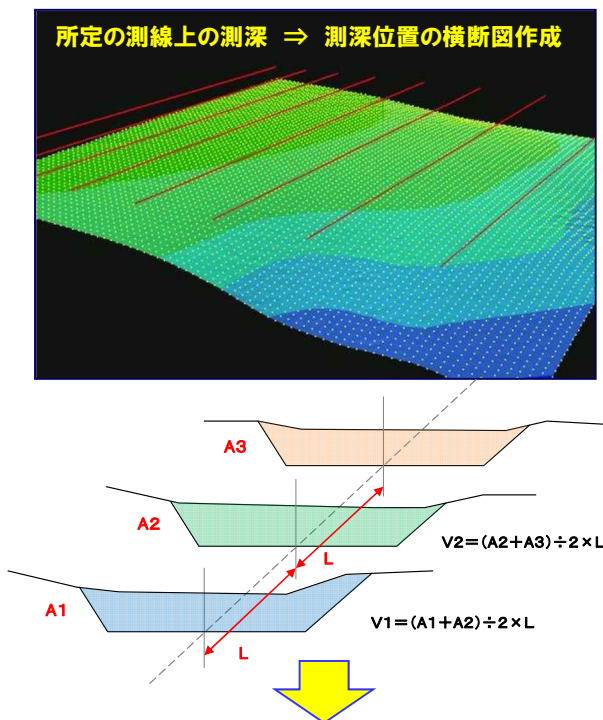 所定の測線上の測深 ⇒ 測深位置の横断図作成
A3
A2
V2=(A2+A3)÷2×L
L
A1
V1=(A1+A2)÷2×L
L